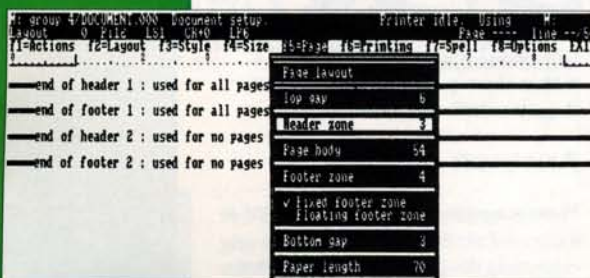 M: group 4/DOCUMENT.000 Document setup. Printer idle. Using M:
Layout 0 P11d LS1 CR+0 LP6 Page ---- line --/5
f1=Actions f2=Layout f3=Style f4=Size f5=Page f6=Printing f7=Spell f8=Options EXI
Page layout
end of header 1 : used for all pages
Top gap 6
end of footer 1 : used for all pages
Header zone 3
end of header 2 : used for no pages
Page body 54
end of footer 2 : used for no pages
Footer zone 4
✓ Fixed footer zone
Floating footer zone
Bottom gap 3
Paper length 70